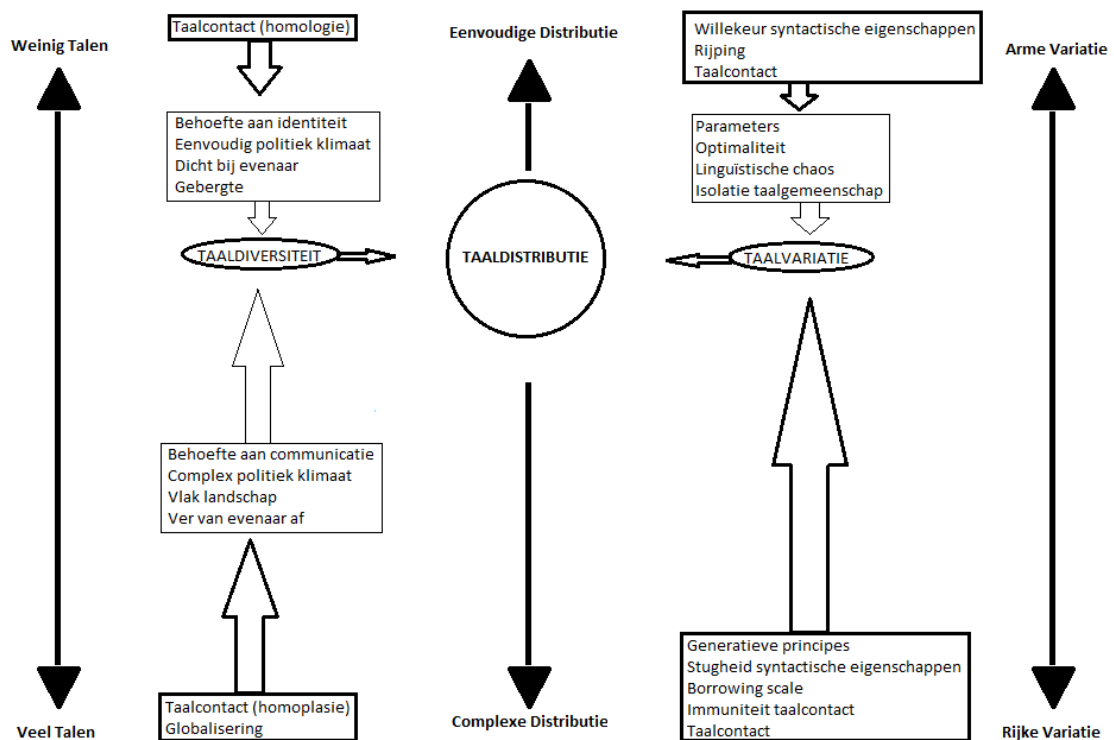 Weinig Talen
Taalcontact (homologie)
Eenvoudige Distributie
Willekeur syntactische eigenschappen
Rijping
Taalcontact
Arme Variatie
Behoefte aan identiteit
Eenvoudig politiek klimaat
Dicht bij evenaar
Gebergte
Parameters
Optimaliteit
Linguïstische chaos
Isolatie taalgemeenschap
TAALDIVERSITEIT
TAALDISTRIBUTIE
TAALVARIATIE
Behoefte aan communicatie
Complex politiek klimaat
Vlak landschap
Ver van evenaar af
Generatieve principes
Stugheid syntactische eigenschappen
Borrowing scale
Immuniteit taalcontact
Taalcontact
Taalcontact (homoplasie)
Globalisering
Veel Talen
Complexe Distributie
Rijke Variatie